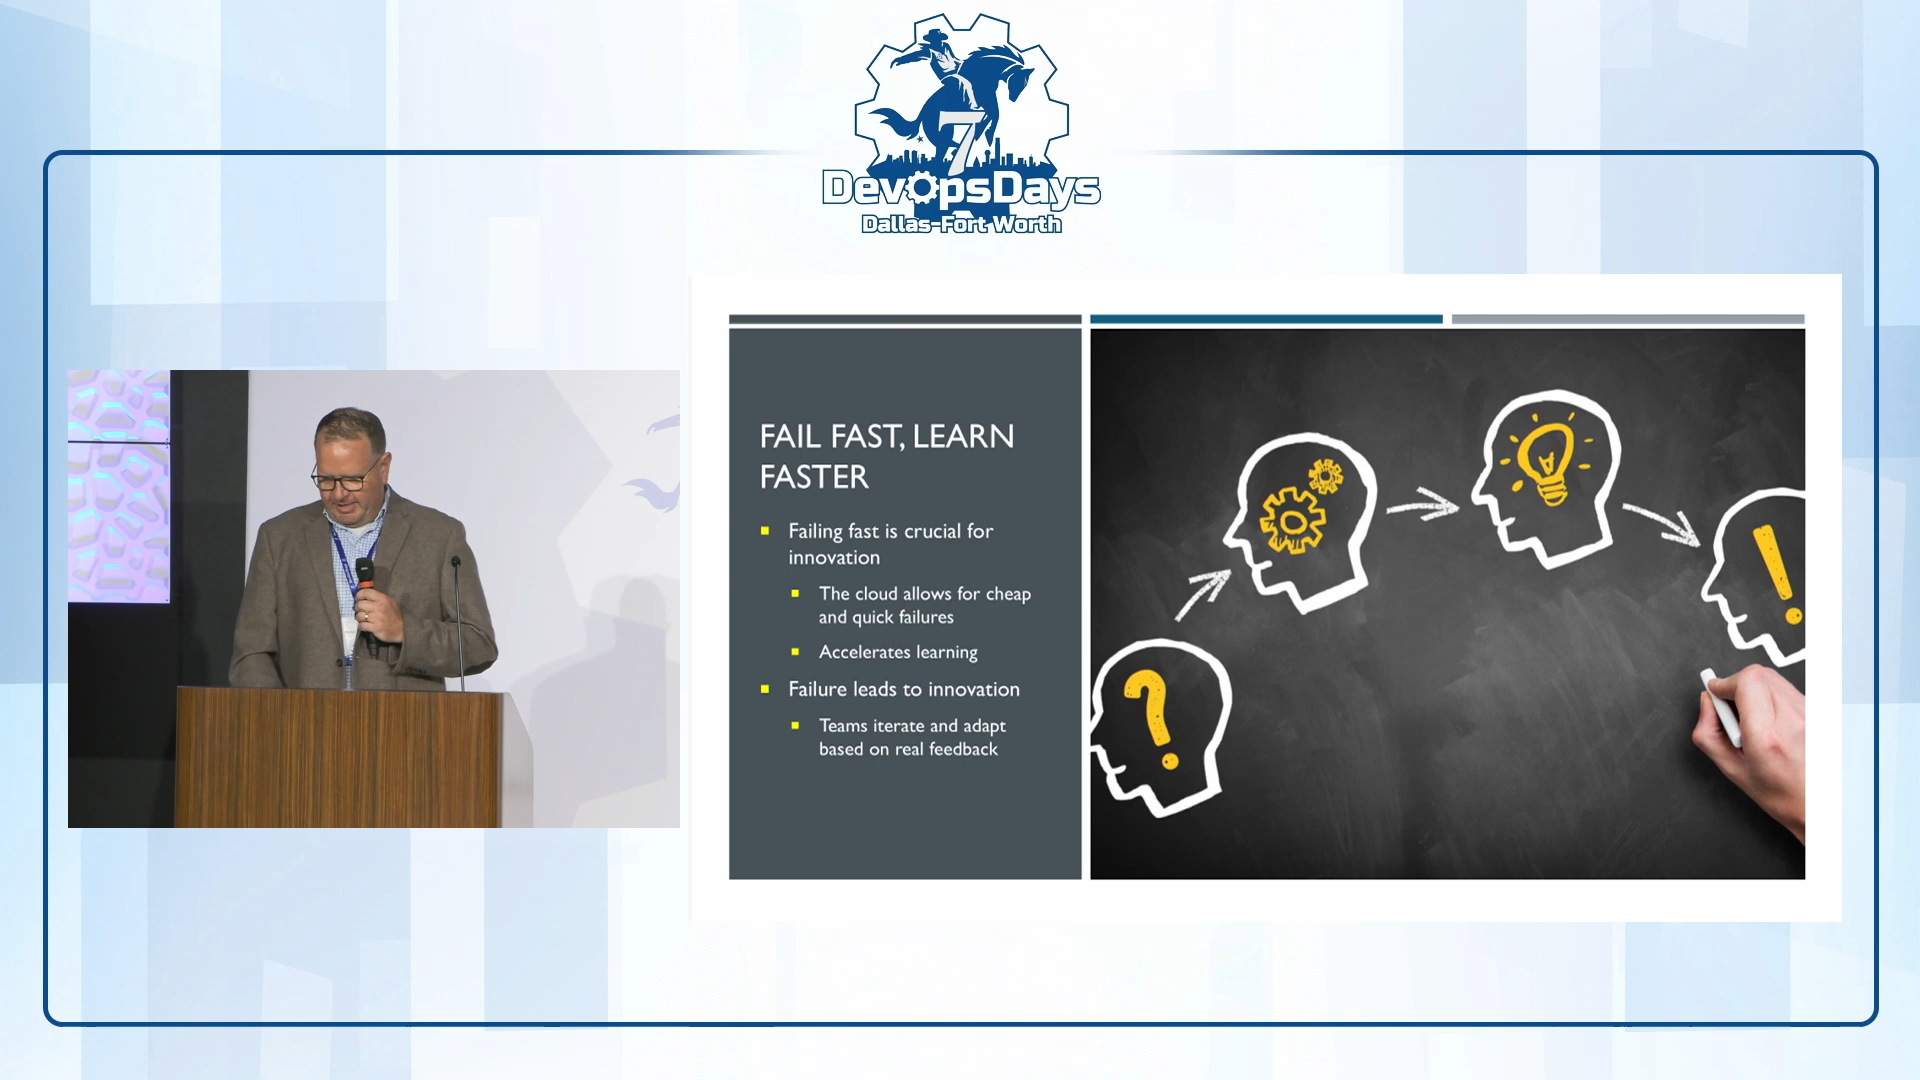 7
DevOpsDays
Dallas-Fort Worth
FAIL FAST, LEARN
FASTER
Failing fast is crucial for
innovation
The cloud allows for cheap
and quick failures
Accelerates learning
Failure leads to innovation
Teams iterate and adapt
based on real feedback
?
!